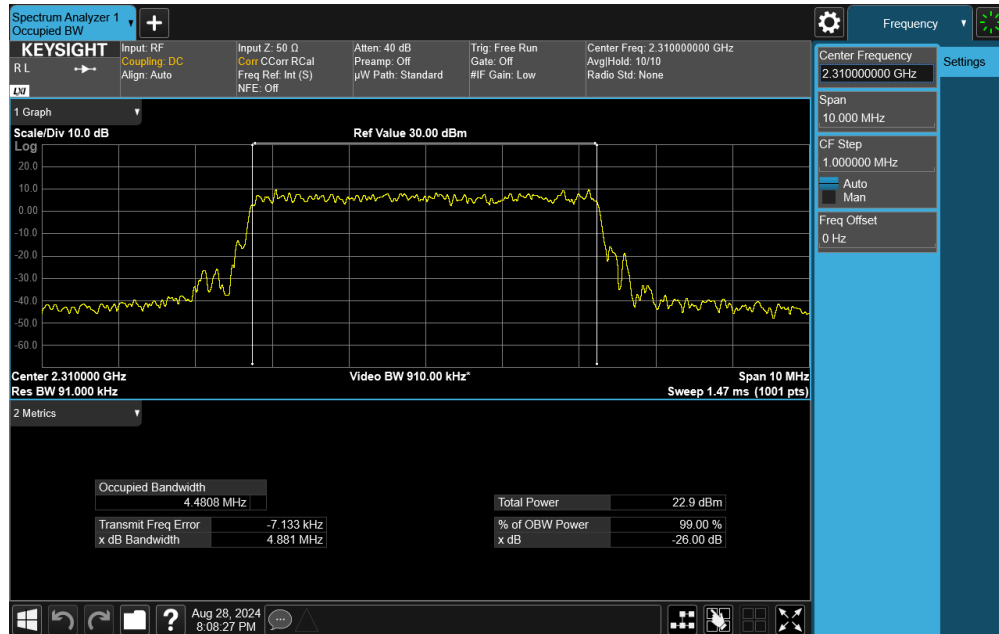 Spectrum Analyzer 1
Occupied BW
Frequency
KEYSIGHT
R L
LXI
Input: RF
Coupling: DC
Align: Auto
Input Z: 50 Ω
Corr CCorr RCal
Freq Ref: Int (S)
NFE: Off
Atten: 40 dB
Preamp: Off
µW Path: Standard
Trig: Free Run
Gate: Off
#IF Gain: Low
Center Freq: 2.310000000 GHz
Avg|Hold: 10/10
Radio Std: None
Center Frequency
2.310000000 GHz
Settings
Span
10.000 MHz
CF Step
1.000000 MHz
Auto
Man
Freq Offset
0 Hz
1 Graph
Scale/Div 10.0 dB
Ref Value 30.00 dBm
Log
20.0
10.0
0.00
-10.0
-20.0
-30.0
-40.0
-50.0
-60.0
Center 2.310000 GHz
Video BW 910.00 kHz*
Span 10 MHz
Res BW 91.000 kHz
Sweep 1.47 ms (1001 pts)
2 Metrics
Occupied Bandwidth
4.4808 MHz
Total Power 22.9 dBm
Transmit Freq Error -7.133 kHz
% of OBW Power 99.00 %
x dB Bandwidth 4.881 MHz
x dB -26.00 dB
?
Aug 28, 2024
8:08:27 PM